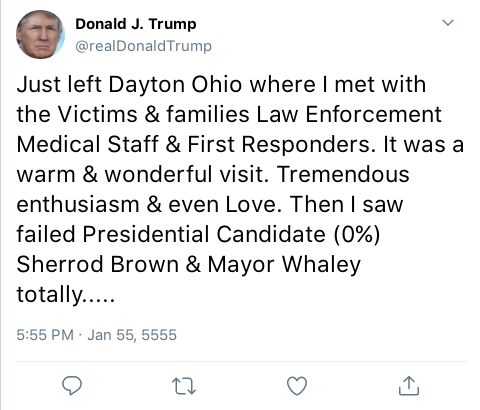 Donald J. Trump
@realDonaldTrump
Just left Dayton Ohio where I met with
the Victims & families Law Enforcement
Medical Staff & First Responders. It was a
warm & wonderful visit. Tremendous
enthusiasm & even Love. Then I saw
failed Presidential Candidate (0%)
Sherrod Brown & Mayor Whaley
totally.....
5:55 PM · Jan 55, 5555